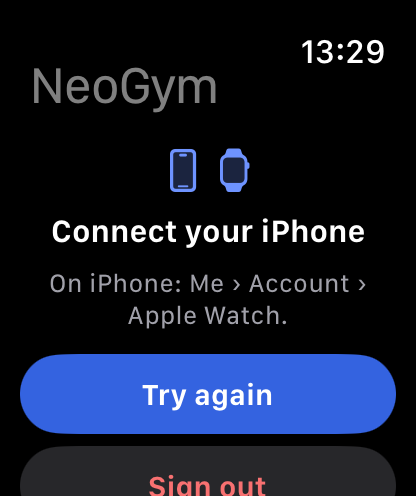 13:29
NeoGym
Connect your iPhone
On iPhone: Me › Account ›
Apple Watch.
Try again
Sign out